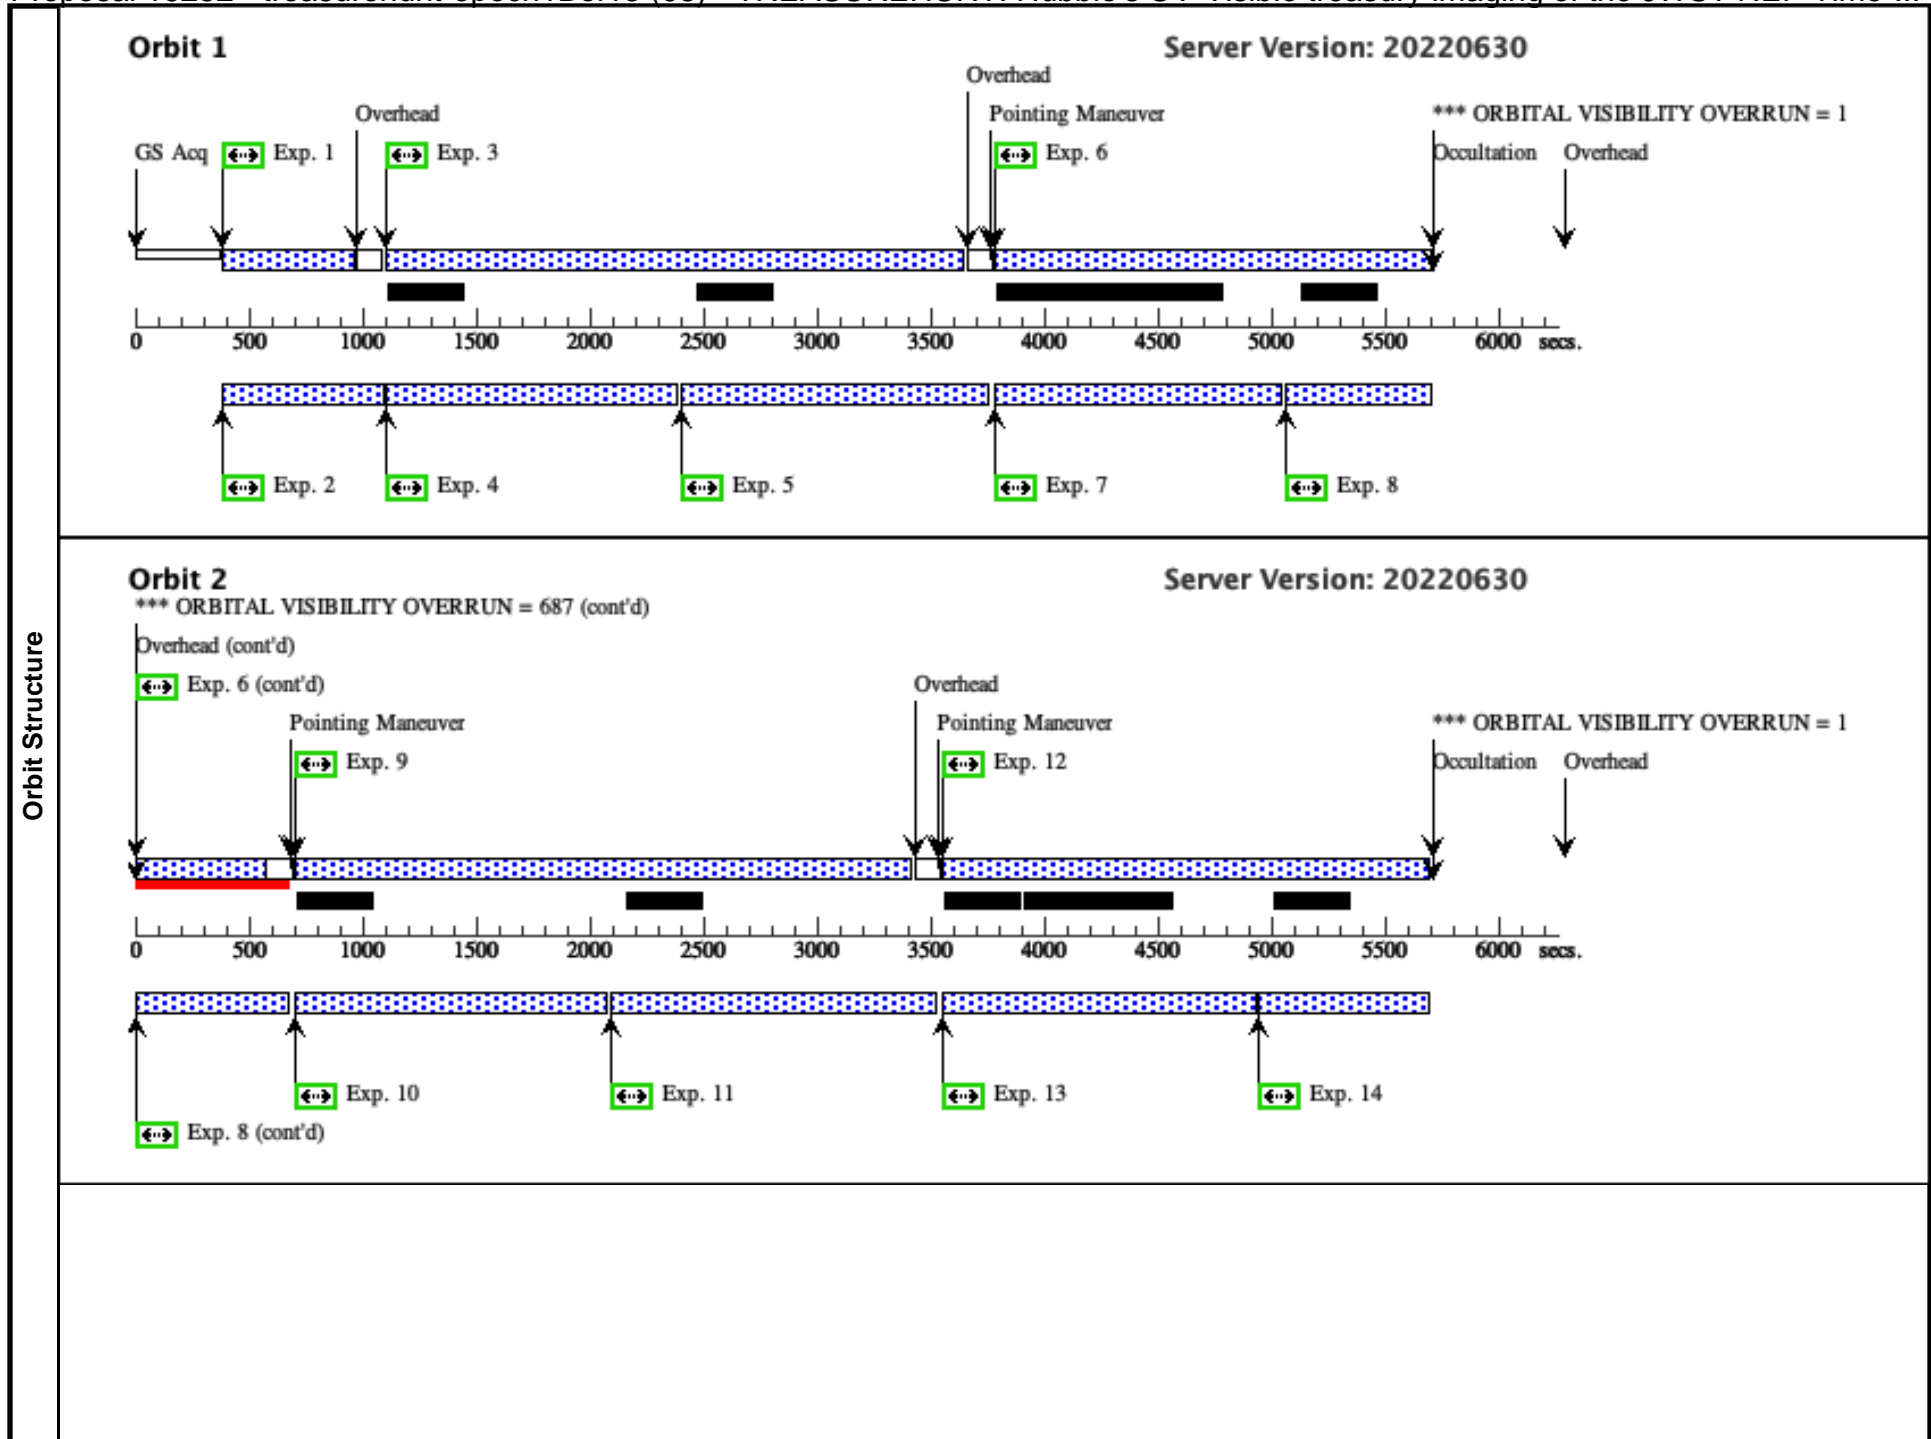 Orbit Structure
Orbit 1
Server Version: 20220630
Overhead
Overhead
Pointing Maneuver
*** ORBITAL VISIBILITY OVERRUN = 1
GS Acq
Exp. 1
Exp. 3
Exp. 6
Occultation
Overhead
0 500 1000 1500 2000 2500 3000 3500 4000 4500 5000 5500 6000 secs.
Exp. 2
Exp. 4
Exp. 5
Exp. 7
Exp. 8
Orbit 2
Server Version: 20220630
*** ORBITAL VISIBILITY OVERRUN = 687 (cont'd)
Overhead (cont'd)
Exp. 6 (cont'd)
Overhead
Pointing Maneuver
Pointing Maneuver
*** ORBITAL VISIBILITY OVERRUN = 1
Exp. 9
Exp. 12
Occultation
Overhead
0 500 1000 1500 2000 2500 3000 3500 4000 4500 5000 5500 6000 secs.
Exp. 10
Exp. 11
Exp. 13
Exp. 14
Exp. 8 (cont'd)